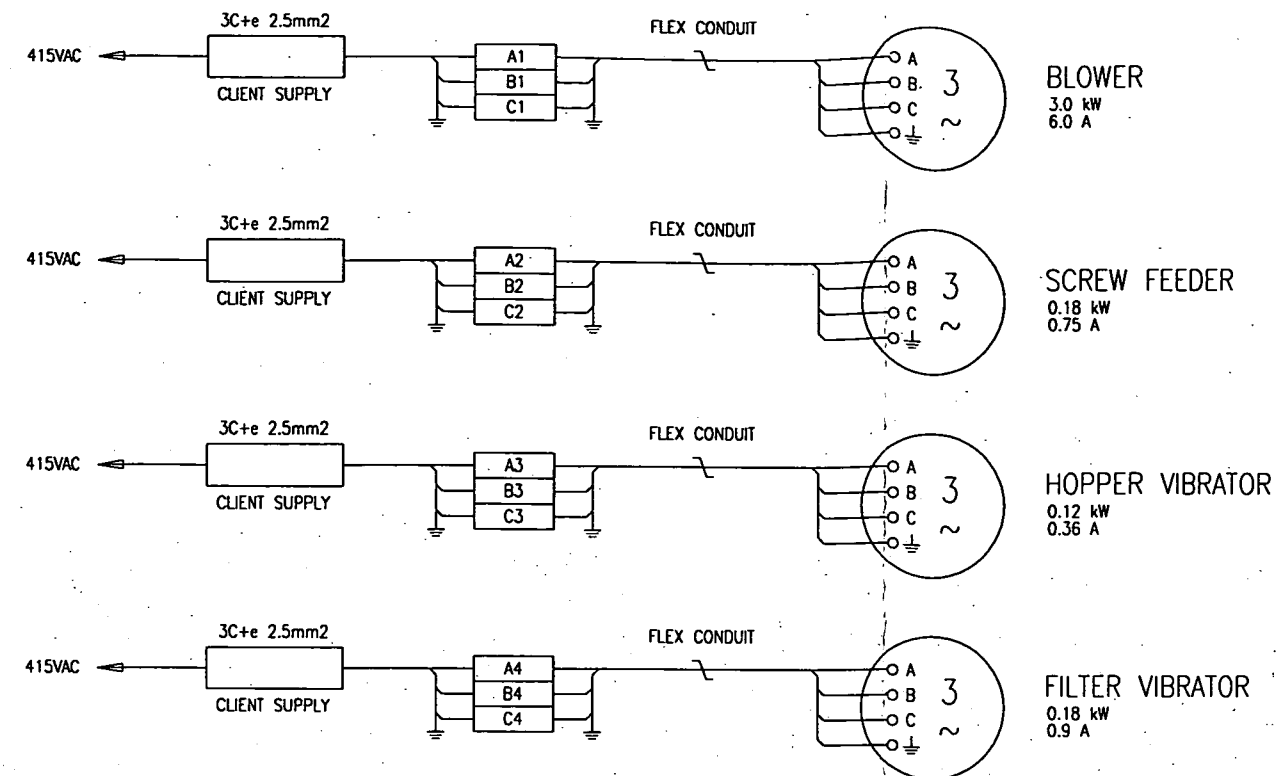 3C+e 2.5mm2
415VAC
CLIENT SUPPLY
A1
B1
C1
FLEX CONDUIT
A
B
C
3
~
BLOWER
3.0 kW
6.0 A
3C+e 2.5mm2
415VAC
CLIENT SUPPLY
A2
B2
C2
FLEX CONDUIT
A
B
C
3
~
SCREW FEEDER
0.18 kW
0.75 A
3C+e 2.5mm2
415VAC
CLIENT SUPPLY
A3
B3
C3
FLEX CONDUIT
A
B
C
3
~
HOPPER VIBRATOR
0.12 kW
0.36 A
3C+e 2.5mm2
415VAC
CLIENT SUPPLY
A4
B4
C4
FLEX CONDUIT
A
B
C
3
~
FILTER VIBRATOR
0.18 kW
0.9 A